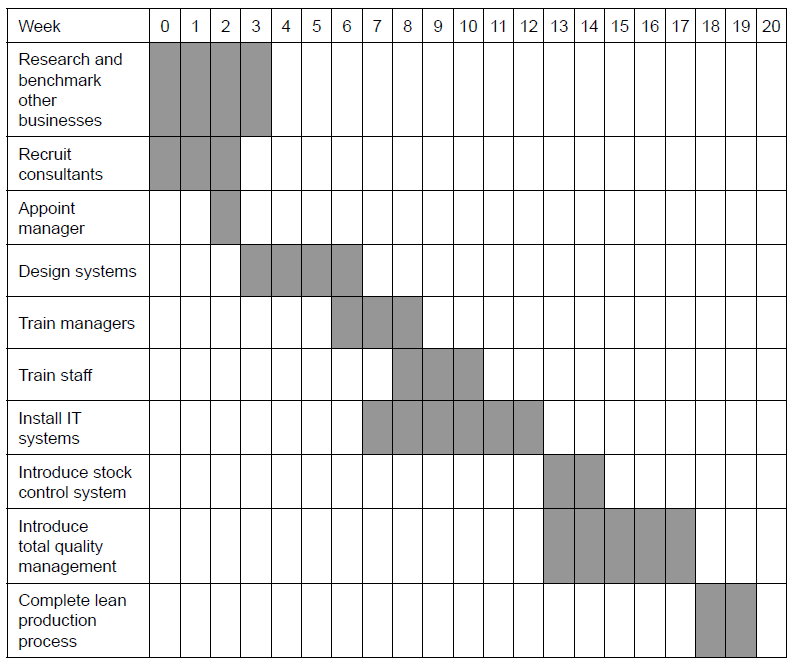 Week 0 1 2 3 4 5 6 7 8 9 10 11 12 13 14 15 16 17 18 19 20
Research and
benchmark
other
businesses
Recruit
consultants
Appoint
manager
Design systems
Train managers
Train staff
Install IT
systems
Introduce stock
control system
Introduce
total quality
management
Complete lean
production
process